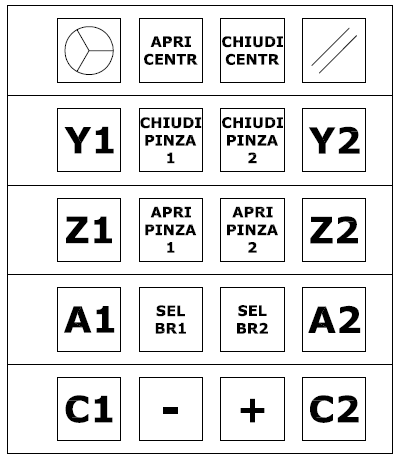 APRI
CENTR
CHIUDI
CENTR
Y1
CHIUDI
PINZA
1
CHIUDI
PINZA
2
Y2
Z1
APRI
PINZA
1
APRI
PINZA
2
Z2
A1
SEL
BR1
SEL
BR2
A2
C1
-
+
C2